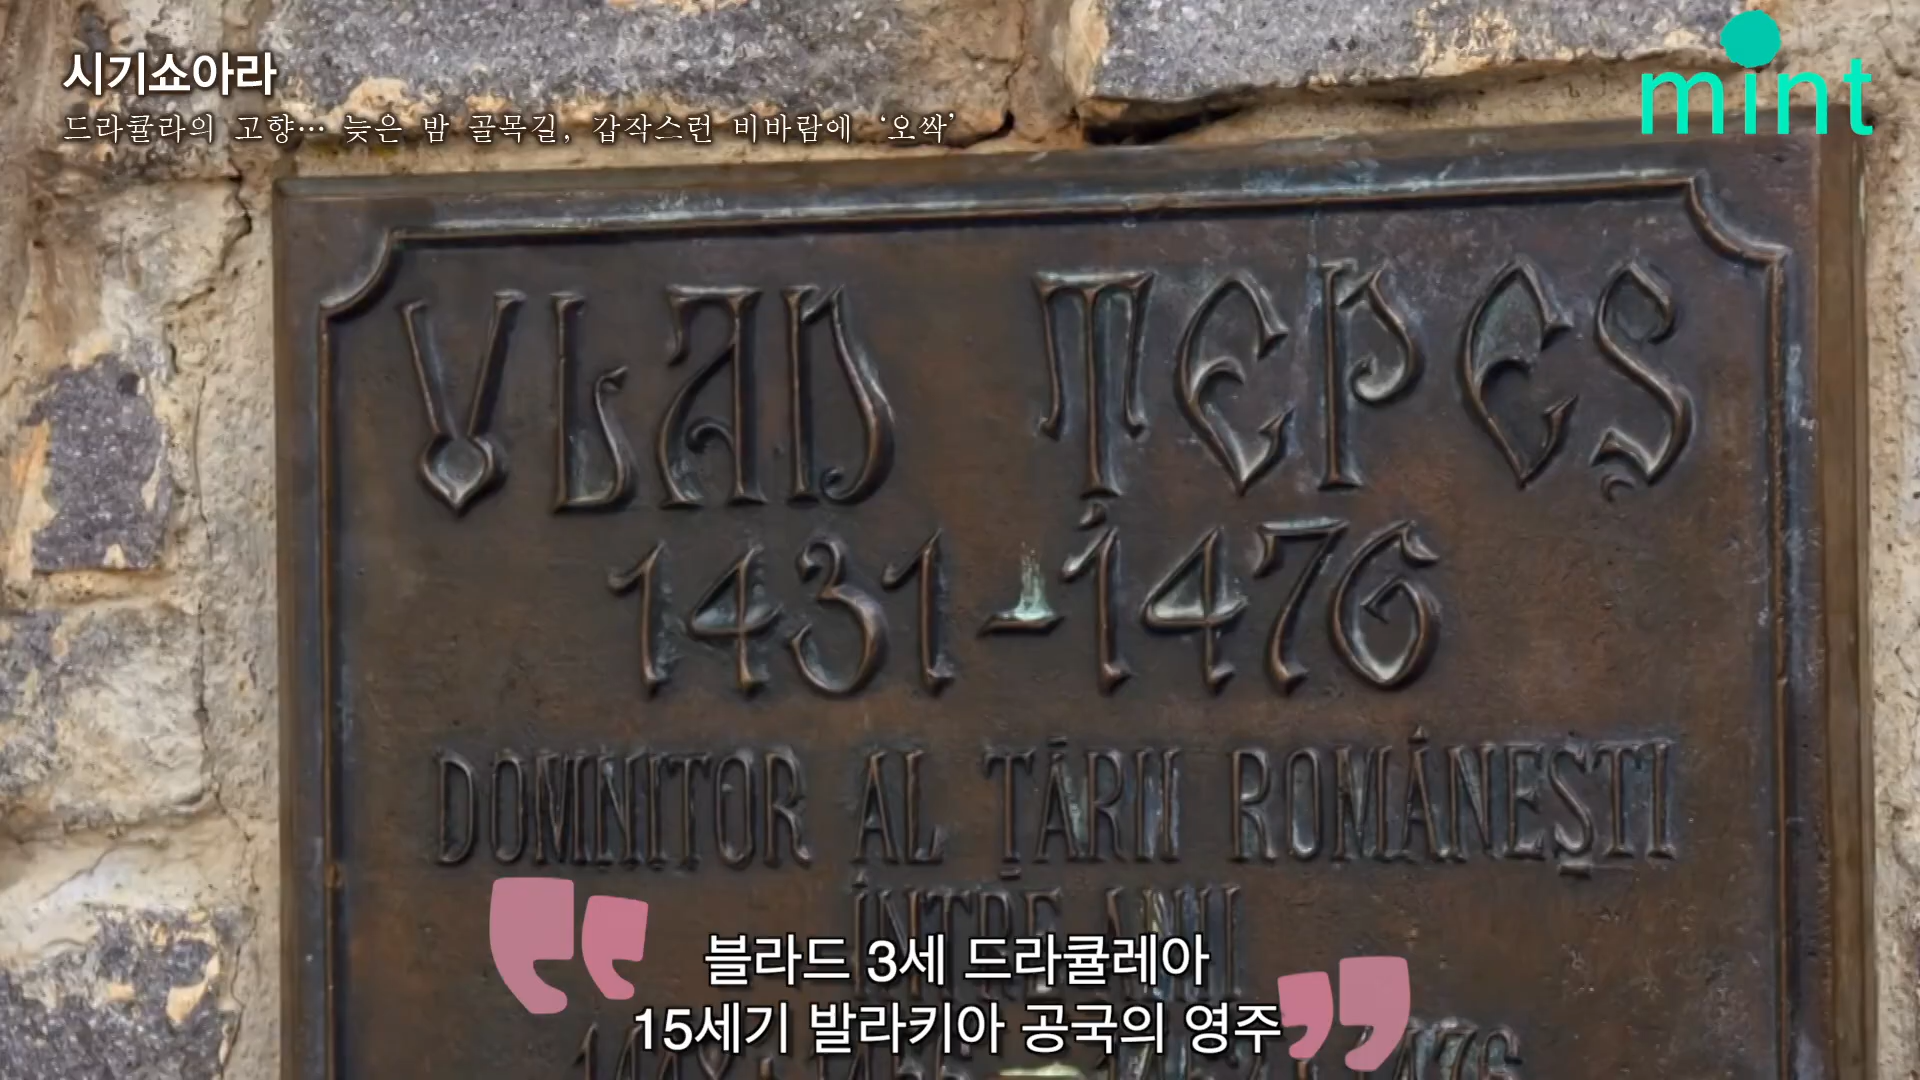 시기쇼아라
mint
드라큘라의 고향… 늦은 밤 골목길, 갑작스런 비바람에 ‘오싹’
VLAD ȚEPEȘ
1431-1476
DOMNITOR AL ȚĂRII ROMÂNEȘTI
ÎNTRE ANII
블라드 3세 드라큘레아
15세기 발라키아 공국의 영주